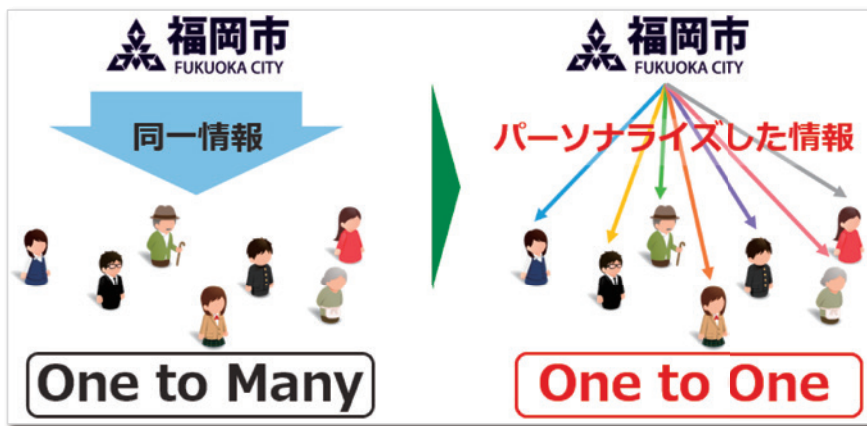 福岡市
FUKUOKA CITY
同一情報
One to Many
福岡市
FUKUOKA CITY
パーソナライズした情報
One to One